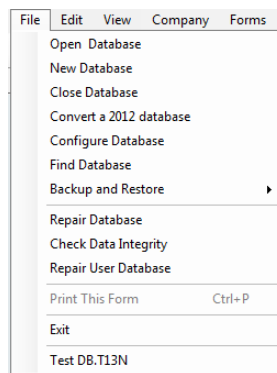 File Edit View Company Forms
Open Database
New Database
Close Database
Convert a 2012 database
Configure Database
Find Database
Backup and Restore
Repair Database
Check Data Integrity
Repair User Database
Print This Form Ctrl+P
Exit
Test DB.T13N